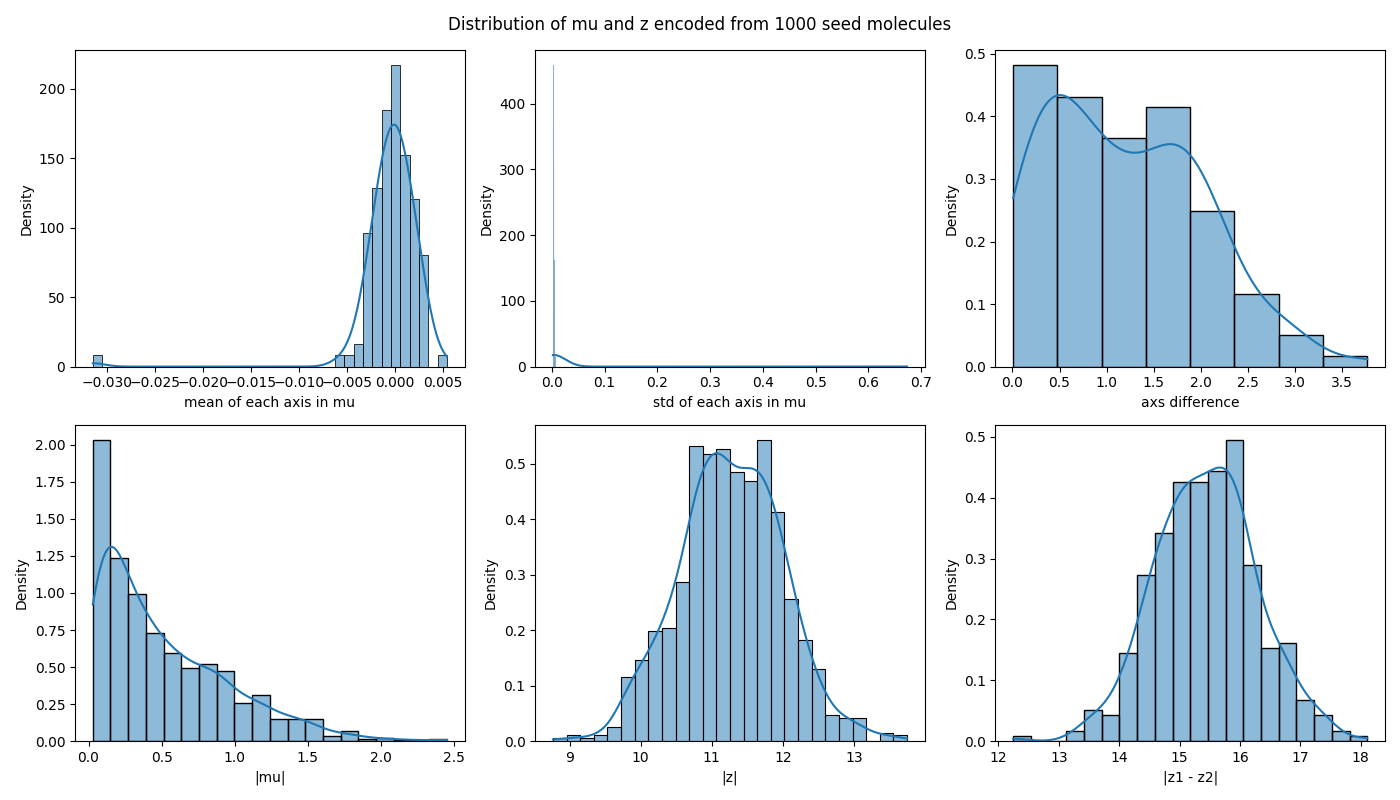 Distribution of mu and z encoded from 1000 seed molecules
Density
200
150
100
50
0
−0.030−0.025−0.020−0.015−0.010−0.005 0.000 0.005
mean of each axis in mu
Density
400
300
200
100
0
0.0 0.1 0.2 0.3 0.4 0.5 0.6 0.7
std of each axis in mu
Density
0.5
0.4
0.3
0.2
0.1
0.0
0.0 0.5 1.0 1.5 2.0 2.5 3.0 3.5
axs difference
Density
2.00
1.75
1.50
1.25
1.00
0.75
0.50
0.25
0.00
0.0 0.5 1.0 1.5 2.0 2.5
|mu|
Density
0.5
0.4
0.3
0.2
0.1
0.0
9 10 11 12 13
|z|
Density
0.5
0.4
0.3
0.2
0.1
0.0
12 13 14 15 16 17 18
|z1 - z2|